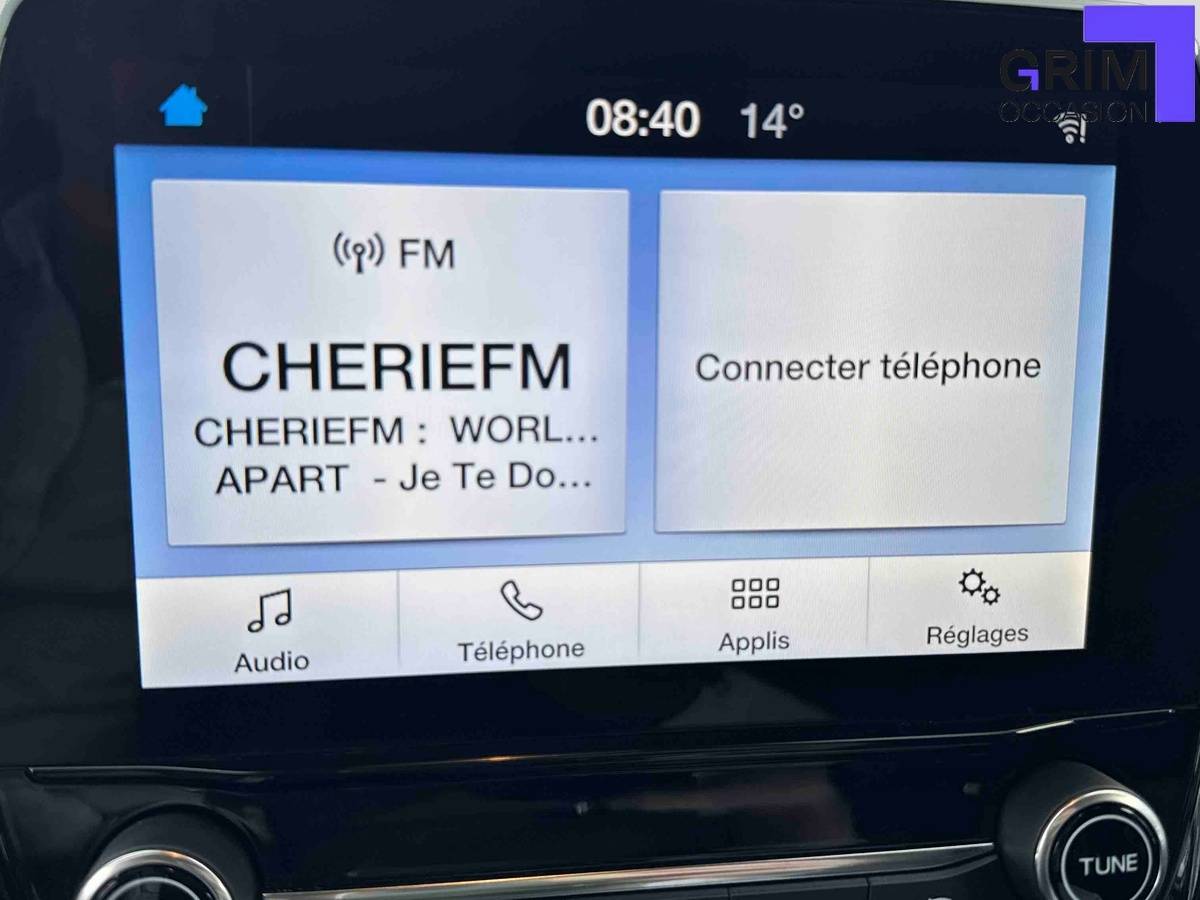 GRIM
OCCASION
08:40 14°
FM
CHERIEFM
CHERIEFM : WORL...
APART - Je Te Do...
Connecter téléphone
Audio
Téléphone
Applis
Réglages
TUNE